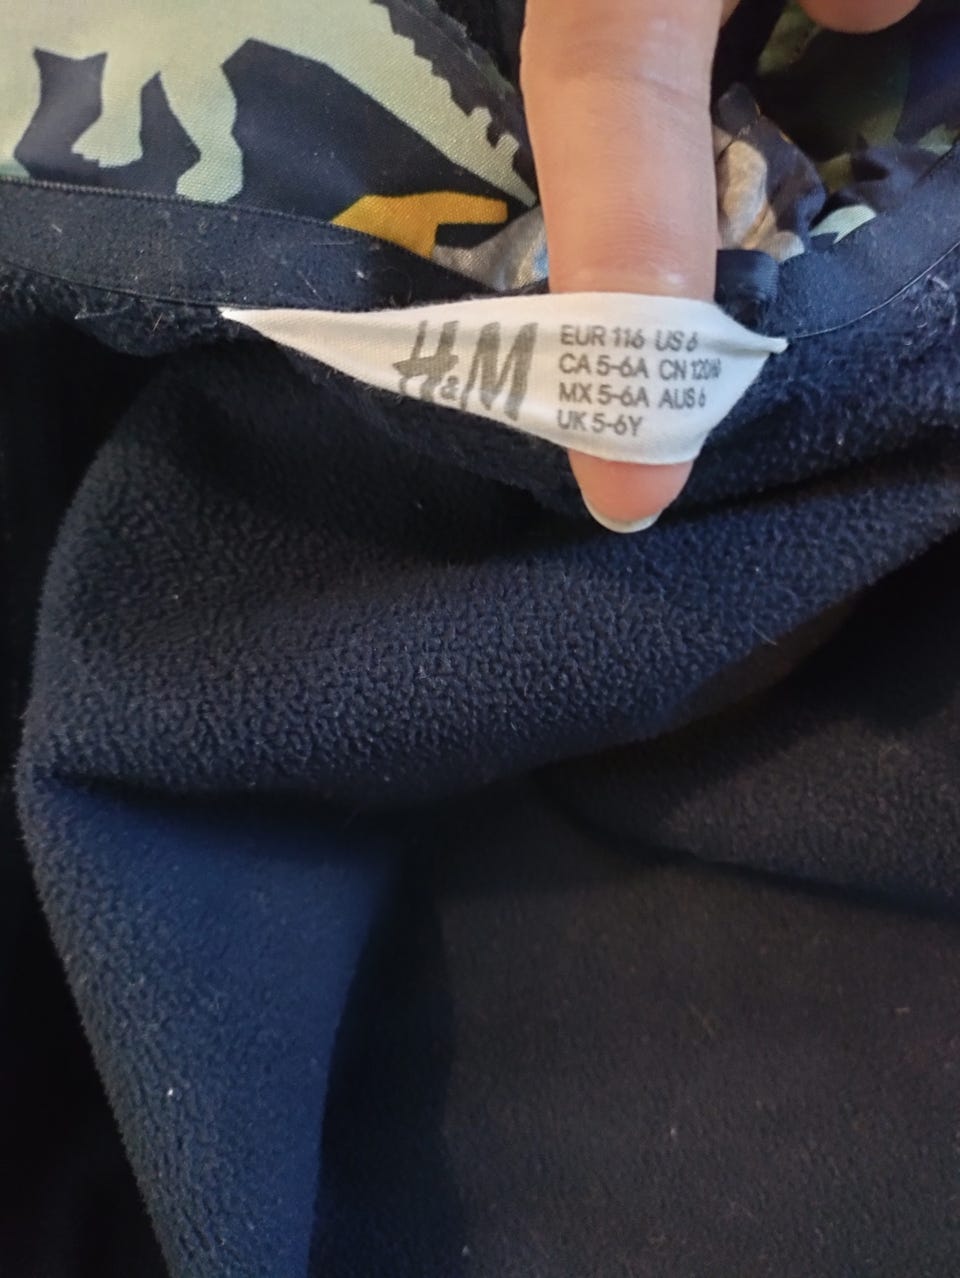 H&M
EUR 116 US 6
CA 5-6A CN 120/60
MX 5-6A AUS 6
UK 5-6Y